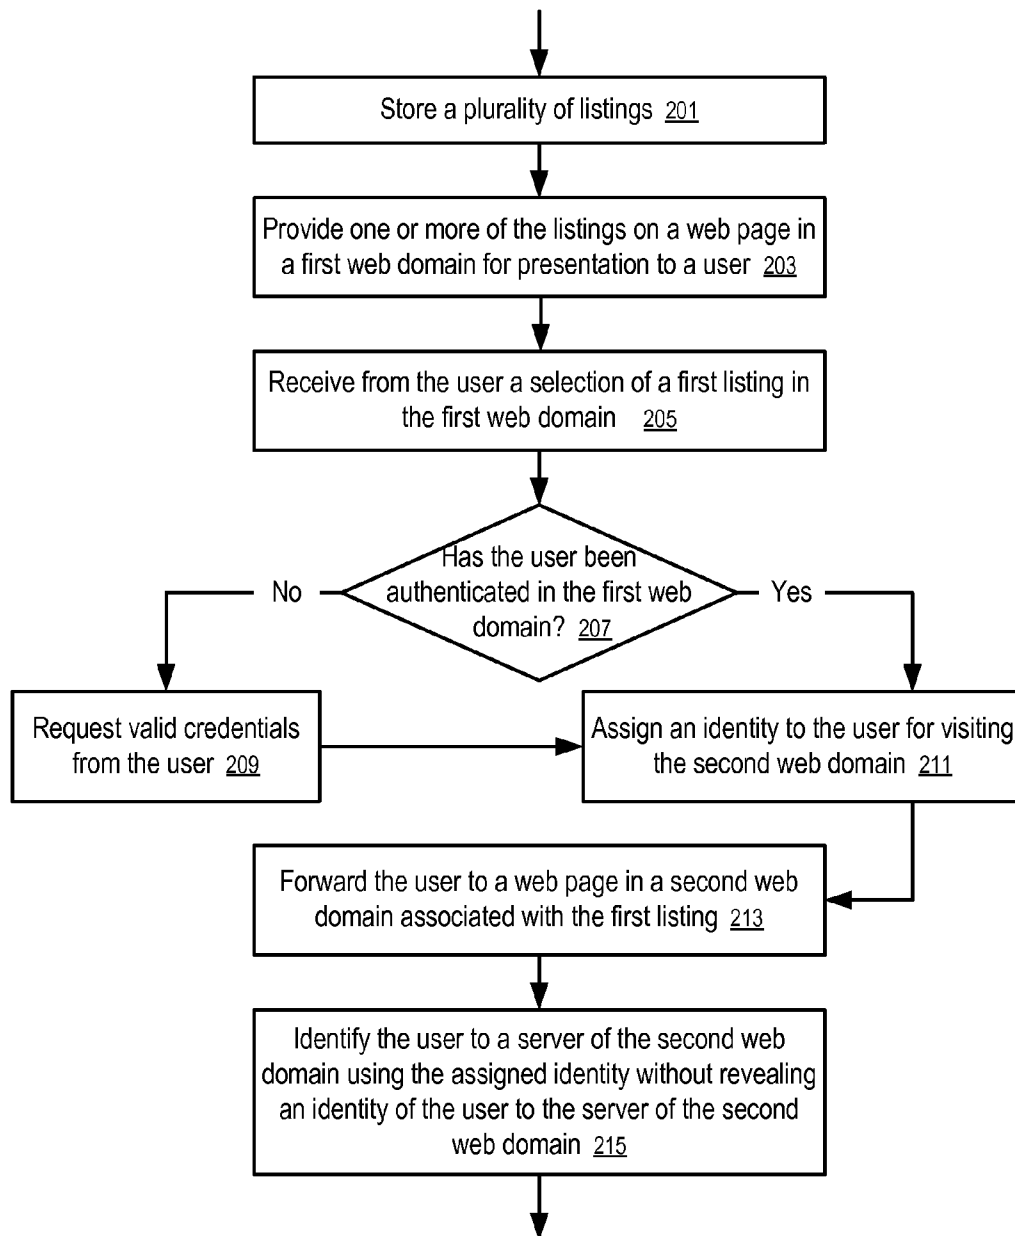 Store a plurality of listings 201
Provide one or more of the listings on a web page in
a first web domain for presentation to a user 203
Receive from the user a selection of a first listing in
the first web domain 205
Has the user been
authenticated in the first web
domain? 207
No
Yes
Request valid credentials
from the user 209
Assign an identity to the user for visiting
the second web domain 211
Forward the user to a web page in a second web
domain associated with the first listing 213
Identify the user to a server of the second web
domain using the assigned identity without revealing
an identity of the user to the server of the second
web domain 215